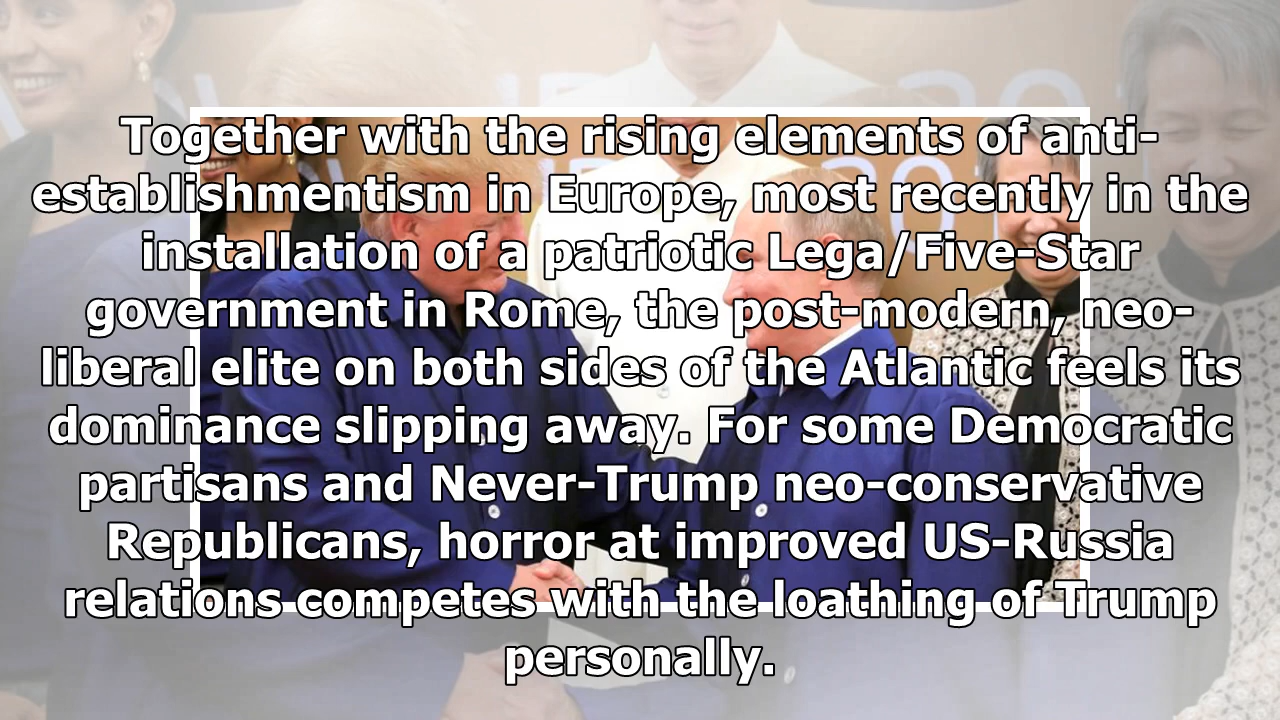 Together with the rising elements of anti-
establishmentism in Europe, most recently in the
installation of a patriotic Lega/Five-Star
government in Rome, the post-modern, neo-
liberal elite on both sides of the Atlantic feels its
dominance slipping away. For some Democratic
partisans and Never-Trump neo-conservative
Republicans, horror at improved US-Russia
relations competes with the loathing of Trump
personally.